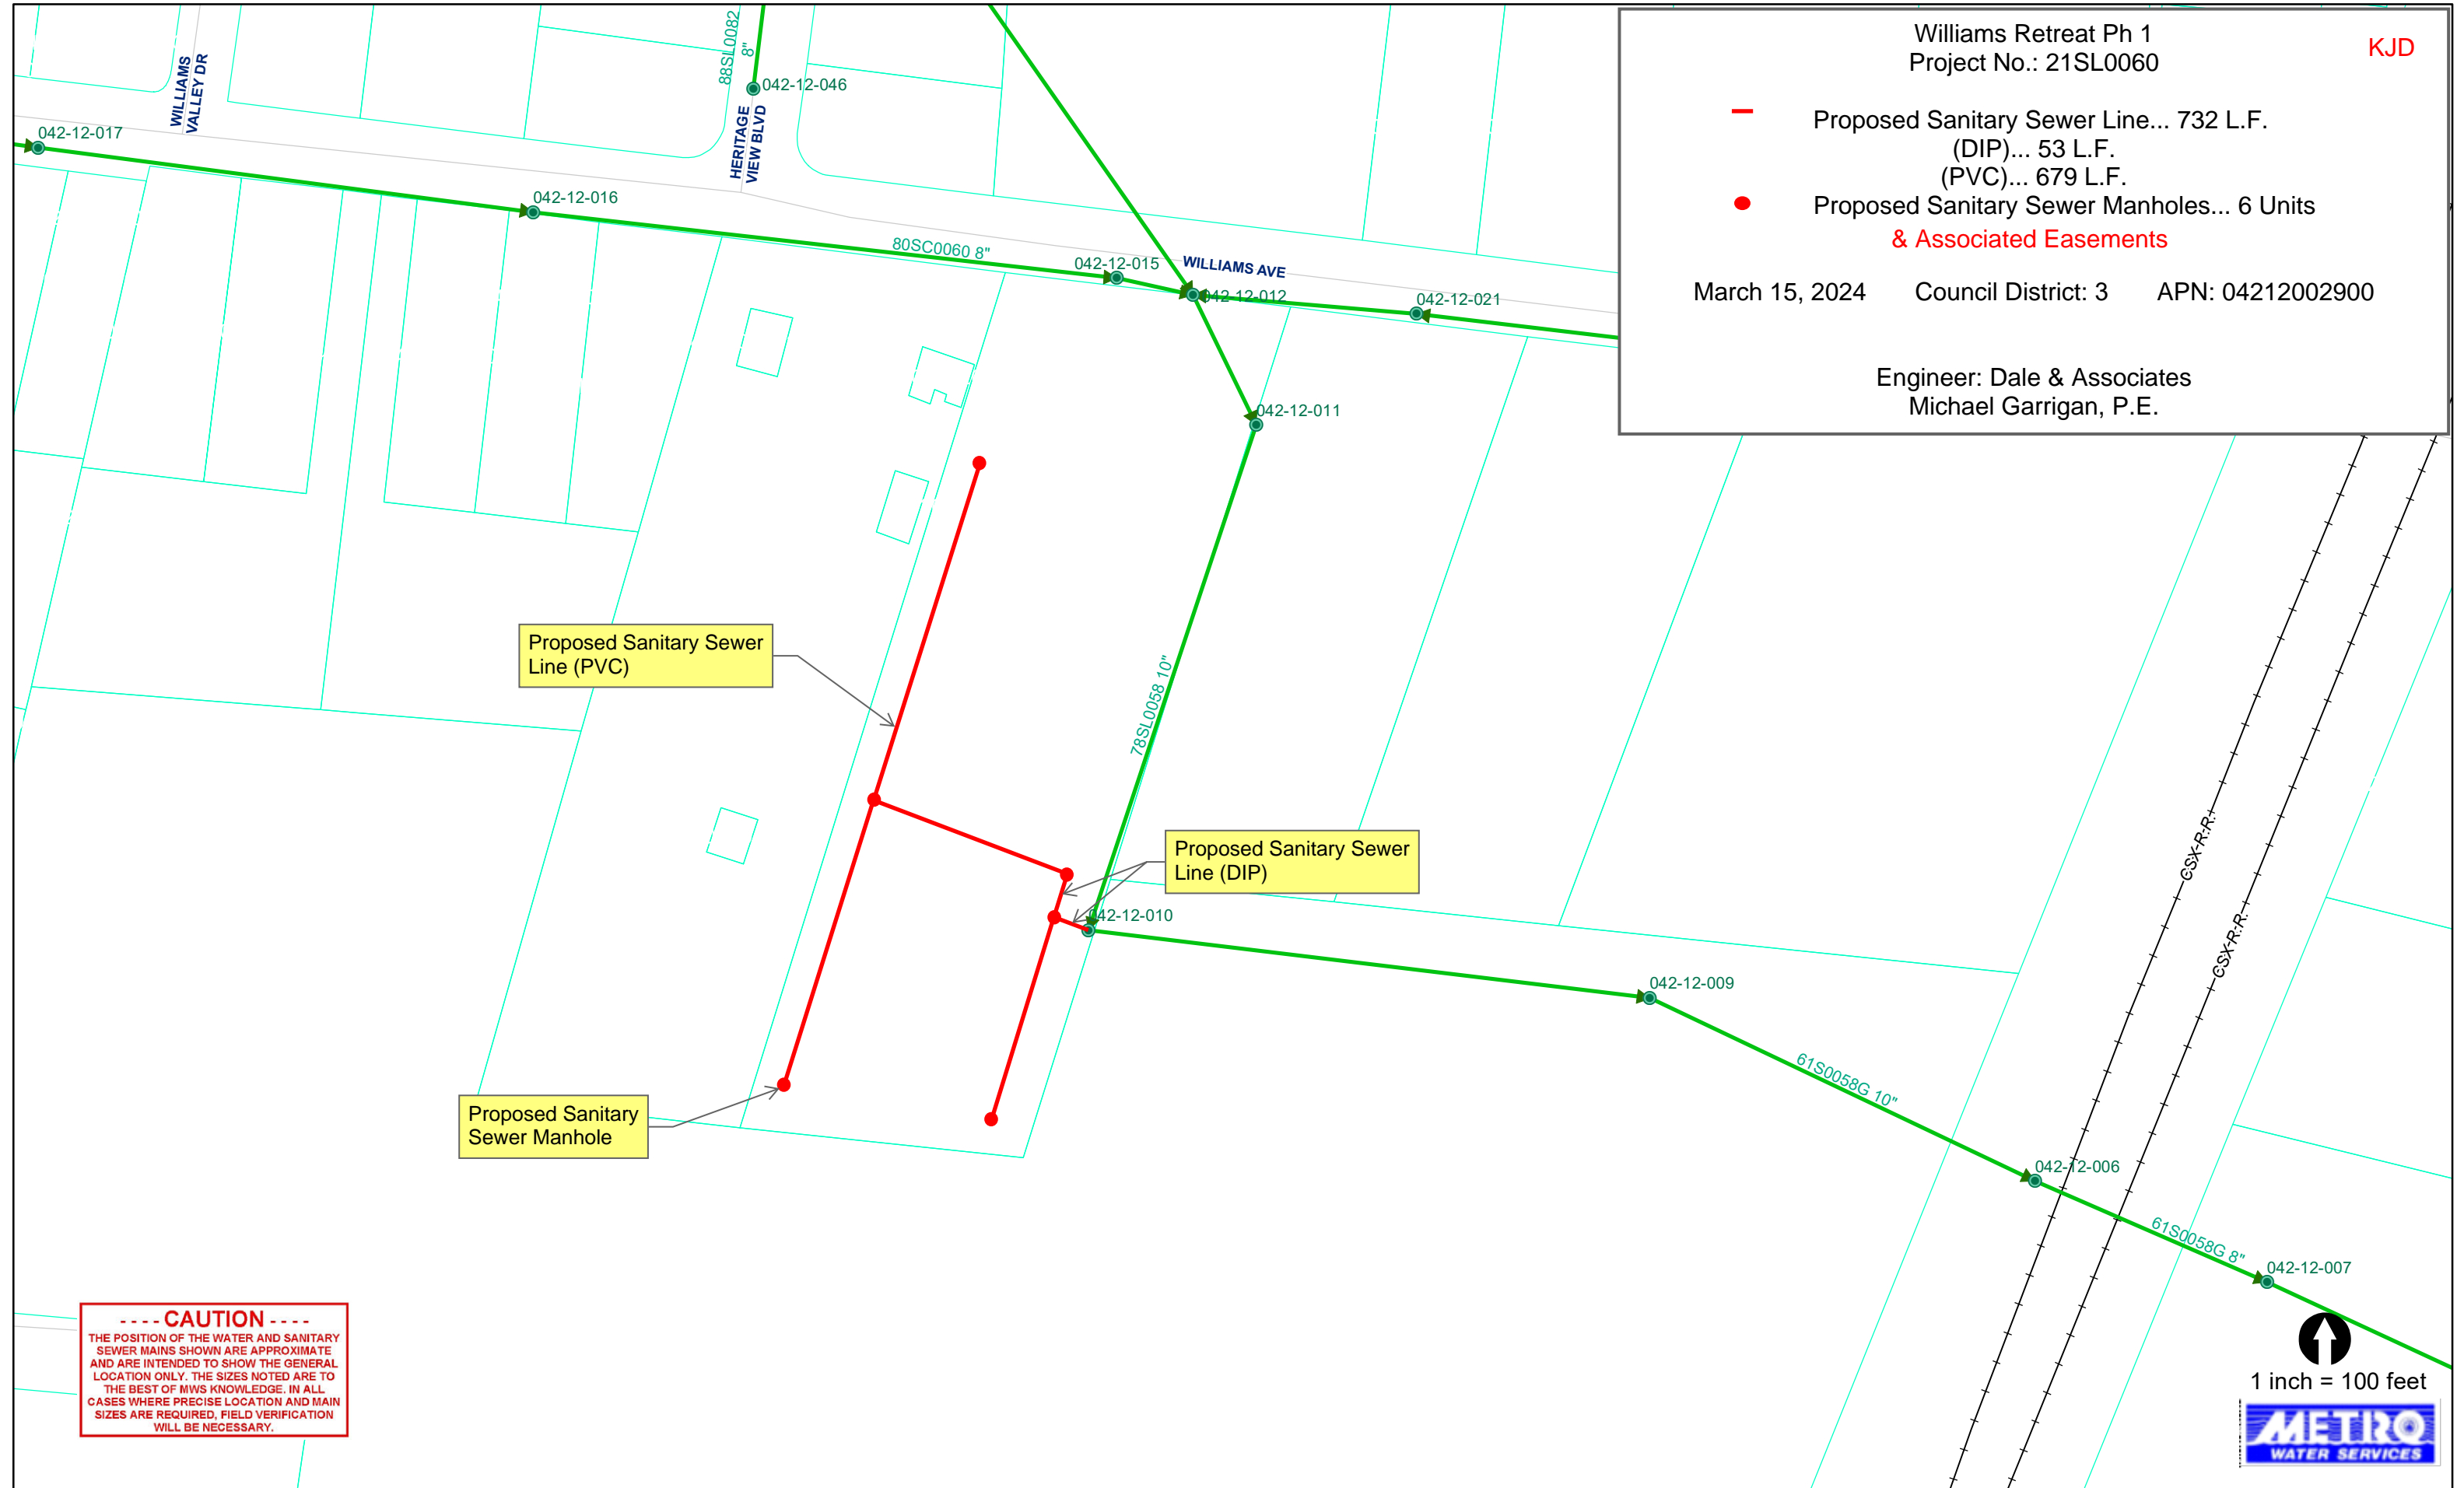 Williams Retreat Ph 1
Project No.: 21SL0060
KJD
Proposed Sanitary Sewer Line... 732 L.F.
(DIP)... 53 L.F.
(PVC)... 679 L.F.
Proposed Sanitary Sewer Manholes... 6 Units
& Associated Easements
March 15, 2024 Council District: 3 APN: 04212002900
Engineer: Dale & Associates
Michael Garrigan, P.E.
88SL0082
8"
042-12-046
WILLIAMS
VALLEY DR
HERITAGE
VIEW BLVD
042-12-017
042-12-016
80SC0060 8"
042-12-015
WILLIAMS AVE
042-12-012
042-12-021
042-12-011
Proposed Sanitary Sewer
Line (PVC)
78SL0058 10"
Proposed Sanitary Sewer
Line (DIP)
CSX-R.R.
CSX-R.R.
042-12-010
042-12-009
61S0058G 10"
Proposed Sanitary
Sewer Manhole
042-12-006
61S0058G 8"
042-12-007
---- CAUTION ----
THE POSITION OF THE WATER AND SANITARY
SEWER MAINS SHOWN ARE APPROXIMATE
AND ARE INTENDED TO SHOW THE GENERAL
LOCATION ONLY. THE SIZES NOTED ARE TO
THE BEST OF MWS KNOWLEDGE. IN ALL
CASES WHERE PRECISE LOCATION AND MAIN
SIZES ARE REQUIRED, FIELD VERIFICATION
WILL BE NECESSARY.
1 inch = 100 feet
METRO
WATER SERVICES